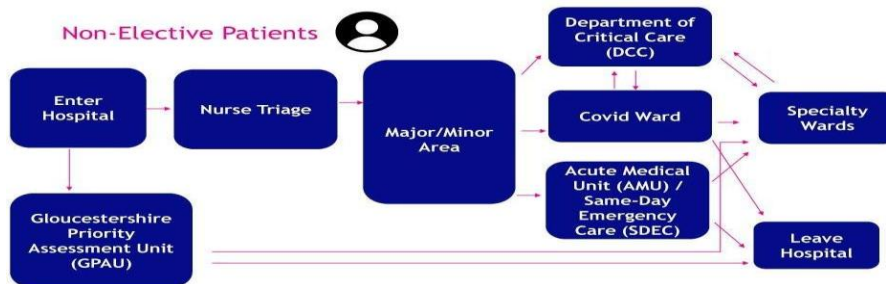 Non-Elective Patients
Enter
Hospital
Nurse Triage
Major/Minor
Area
Department of
Critical Care
(DCC)
Covid Ward
Specialty
Wards
Acute Medical
Unit (AMU) /
Same-Day
Emergency
Care (SDEC)
Gloucestershire
Priority
Assessment Unit
(GPAU)
Leave
Hospital